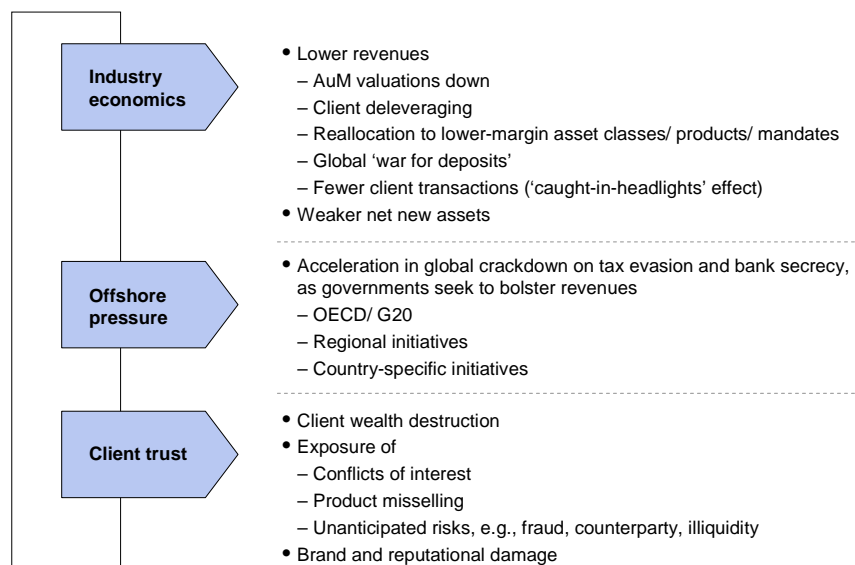 Industry
economics
• Lower revenues
– AuM valuations down
– Client deleveraging
– Reallocation to lower-margin asset classes/ products/ mandates
– Global ‘war for deposits’
– Fewer client transactions (‘caught-in-headlights’ effect)
• Weaker net new assets
Offshore
pressure
• Acceleration in global crackdown on tax evasion and bank secrecy,
as governments seek to bolster revenues
– OECD/ G20
– Regional initiatives
– Country-specific initiatives
Client trust
• Client wealth destruction
• Exposure of
– Conflicts of interest
– Product misselling
– Unanticipated risks, e.g., fraud, counterparty, illiquidity
• Brand and reputational damage